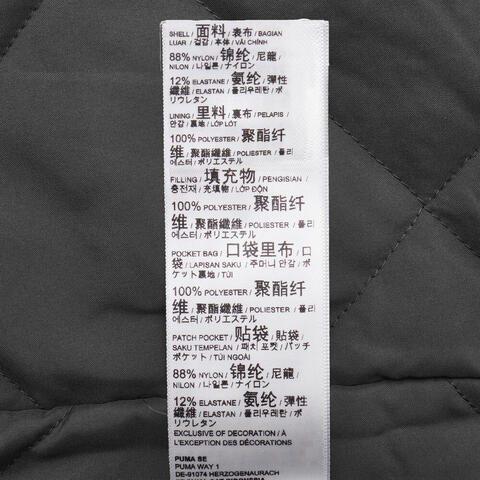 SHELL / 面料 / 表布 / BAGIAN
LUAR / 겉감 / 本体 / VẢI CHÍNH
88% NYLON / 锦纶 / 尼龍 /
NILON / 나일론 / ナイロン
12% ELASTANE / 氨纶 / 彈性
纖維 / ELASTAN / 폴리우레탄 / ポ
リウレタン
LINING / 里料 / 裏布 / PELAPIS /
안감 / 裏地 / LỚP LÓT
100% POLYESTER / 聚酯纤
维 / 聚酯纖維 / POLIESTER / 폴리
에스터 / ポリエステル
FILLING / 填充物 / PENGISIAN /
충전재 / 充填物 / LỚP ĐỘN
100% POLYESTER / 聚酯纤
维 / 聚酯纖維 / POLIESTER / 폴리
에스터 / ポリエステル
POCKET BAG / 口袋里布 / 口
袋 / LAPISAN SAKU / 주머니 안감 / ポ
ケット裏地 / TÚI
100% POLYESTER / 聚酯纤
维 / 聚酯纖維 / POLIESTER / 폴리
에스터 / ポリエステル
PATCH POCKET / 贴袋 / 貼袋 /
SAKU TEMPELAN / 패치 포켓 / パッチ
ポケット / TÚI NGOÀI
88% NYLON / 锦纶 / 尼龍 /
NILON / 나일론 / ナイロン
12% ELASTANE / 氨纶 / 彈性
纖維 / ELASTAN / 폴리우레탄 / ポ
リウレタン
EXCLUSIVE OF DECORATION / À
L'EXCEPTION DES DÉCORATIONS
PUMA SE
PUMA WAY 1
DE-91074 HERZOGENAURACH